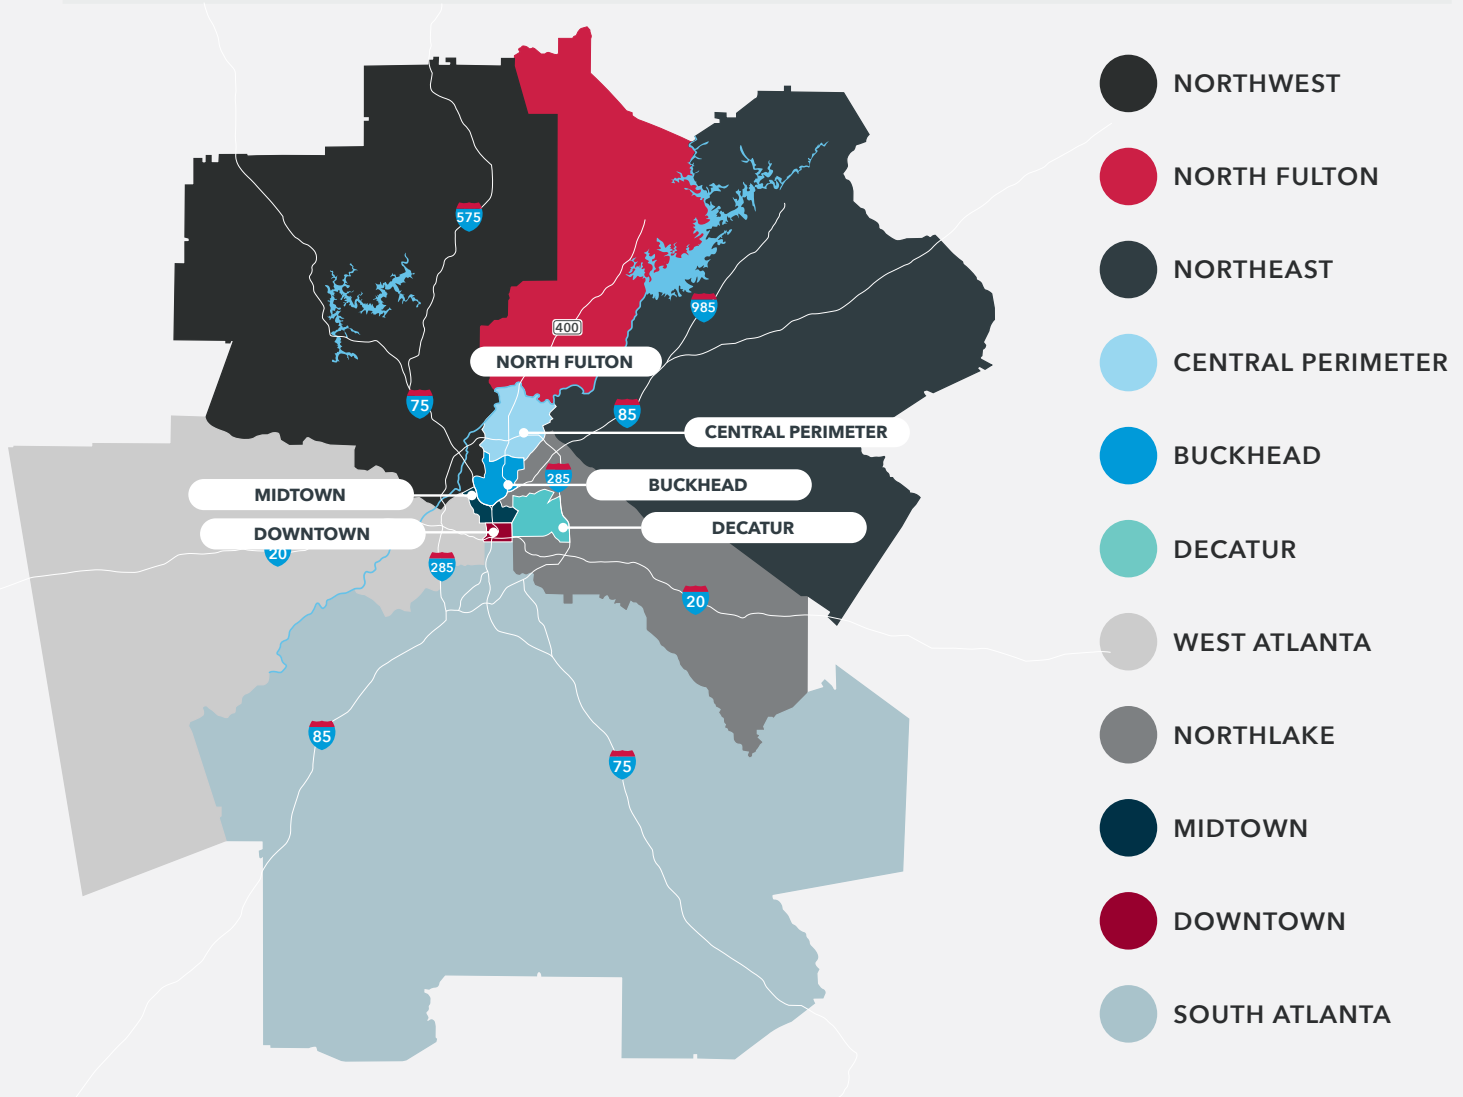 575
985
400
NORTH FULTON
75
85
CENTRAL PERIMETER
285
BUCKHEAD
MIDTOWN
DECATUR
DOWNTOWN
20
285
20
85
75
NORTHWEST
NORTH FULTON
NORTHEAST
CENTRAL PERIMETER
BUCKHEAD
DECATUR
WEST ATLANTA
NORTHLAKE
MIDTOWN
DOWNTOWN
SOUTH ATLANTA